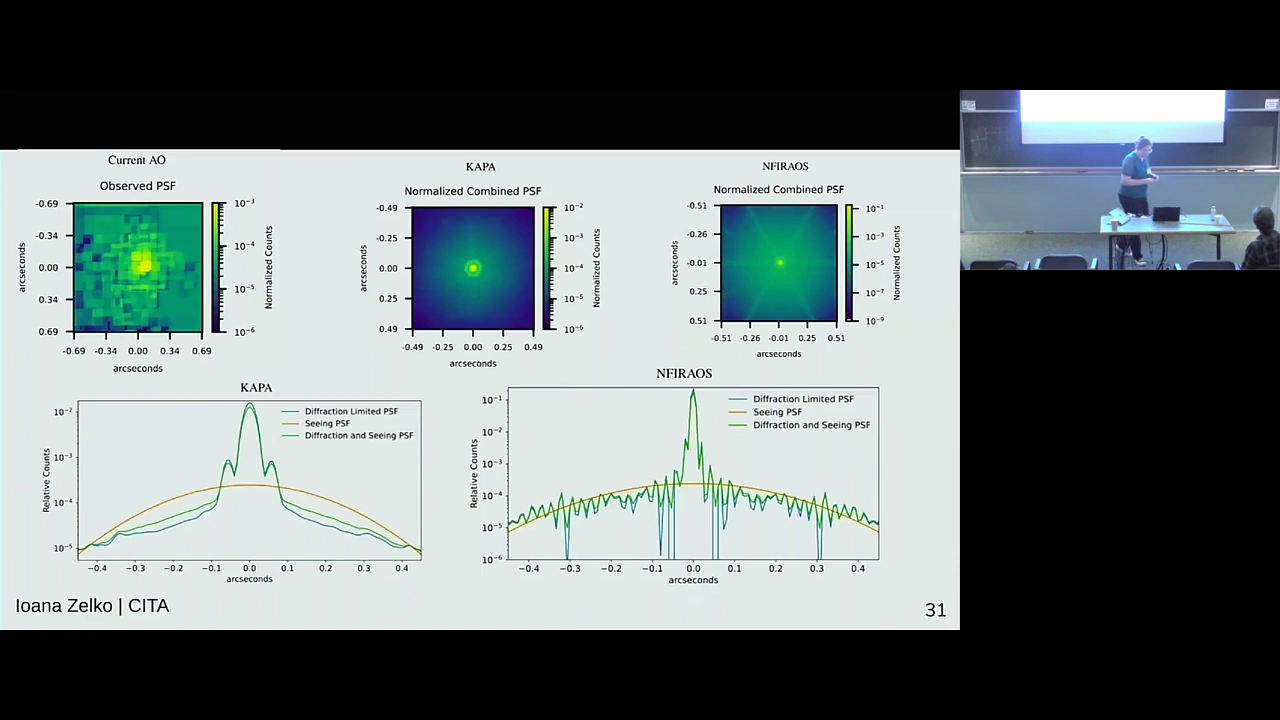 Current AO
Observed PSF
-0.69
-0.34
0.00
0.34
0.69
arcseconds
-0.69 -0.34 0.00 0.34 0.69
arcseconds
10⁻³
10⁻⁴
10⁻⁵
10⁻⁶
Normalized Counts
KAPA
Normalized Combined PSF
-0.49
-0.25
0.00
0.25
0.49
arcseconds
-0.49 -0.25 0.00 0.25 0.49
arcseconds
10⁻²
10⁻³
10⁻⁴
10⁻⁵
10⁻⁶
Normalized Counts
NFIRAOS
Normalized Combined PSF
-0.51
-0.26
-0.01
0.25
0.51
arcseconds
-0.51 -0.26 -0.01 0.25 0.51
arcseconds
10⁻¹
10⁻³
10⁻⁵
10⁻⁷
10⁻⁹
Normalized Counts
KAPA
Diffraction Limited PSF
Seeing PSF
Diffraction and Seeing PSF
10⁻²
10⁻³
10⁻⁴
10⁻⁵
Relative Counts
−0.4 −0.3 −0.2 −0.1 0.0 0.1 0.2 0.3 0.4
arcseconds
NFIRAOS
Diffraction Limited PSF
Seeing PSF
Diffraction and Seeing PSF
10⁻¹
10⁻²
10⁻³
10⁻⁴
10⁻⁵
10⁻⁶
Relative Counts
−0.4 −0.3 −0.2 −0.1 0.0 0.1 0.2 0.3 0.4
arcseconds
Ioana Zelko | CITA
31